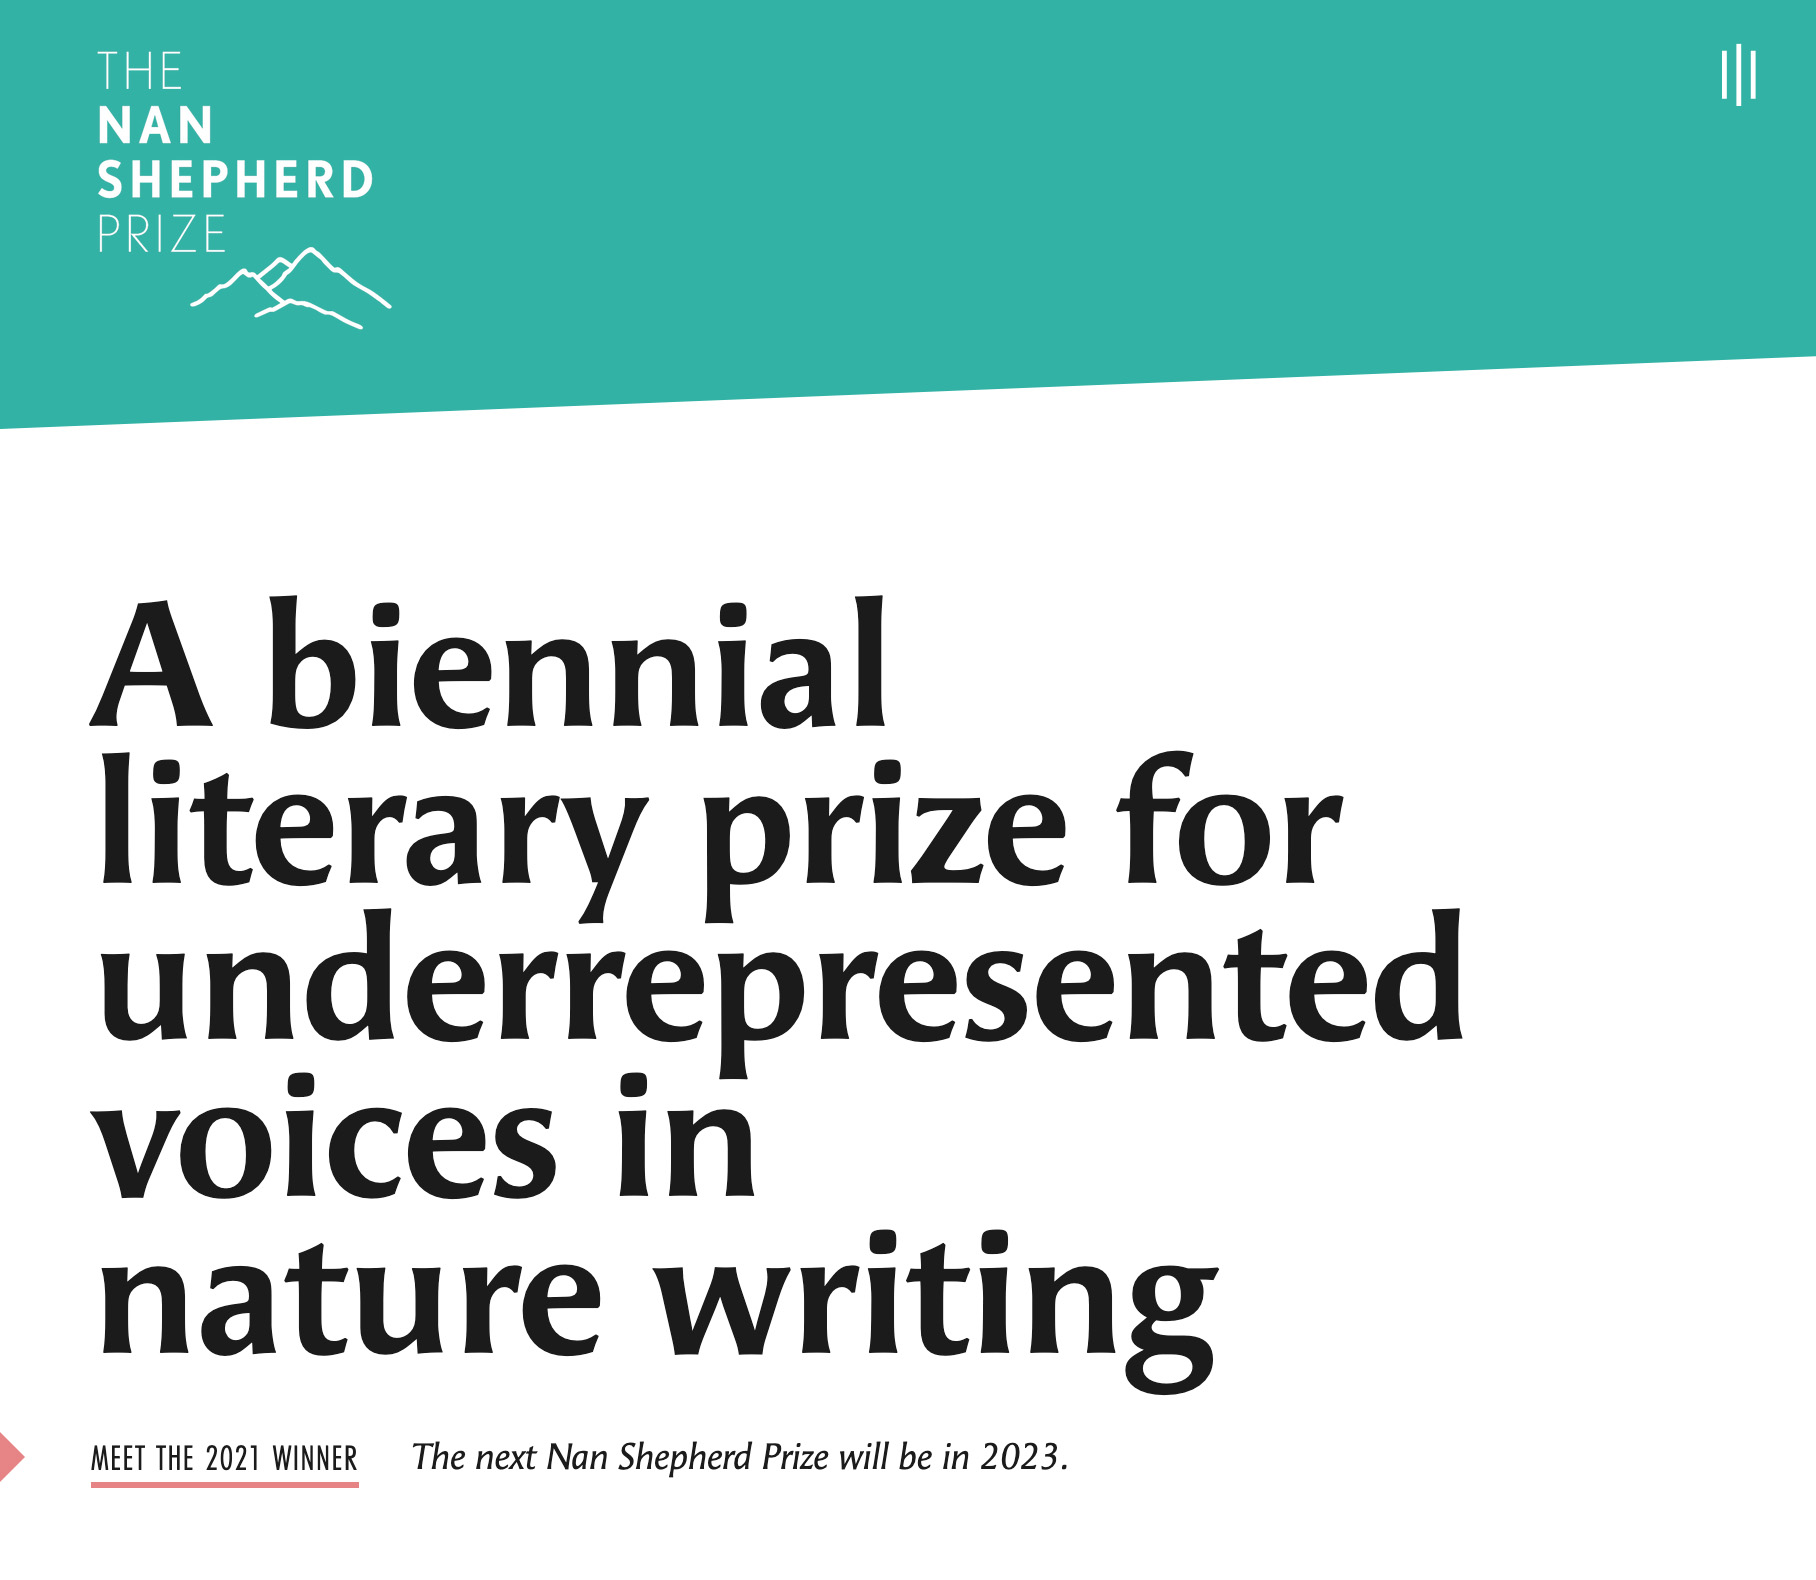 THE
NAN
SHEPHERD
PRIZE
A biennial
literary prize for
underrepresented
voices in
nature writing
MEET THE 2021 WINNER
The next Nan Shepherd Prize will be in 2023.